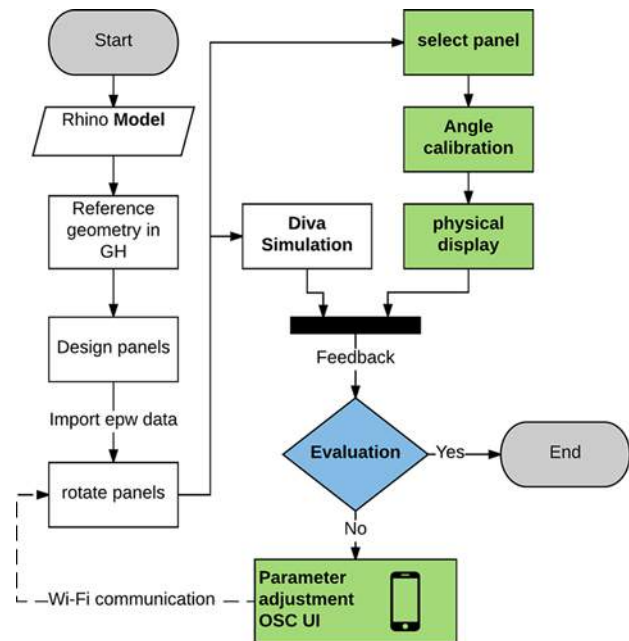 Start
Rhino Model
Reference
geometry in
GH
Design panels
Import epw data
rotate panels
select panel
Angle
calibration
physical
display
Diva
Simulation
Feedback
Evaluation
Yes
End
No
Parameter
adjustment
OSC UI
Wi-Fi communication